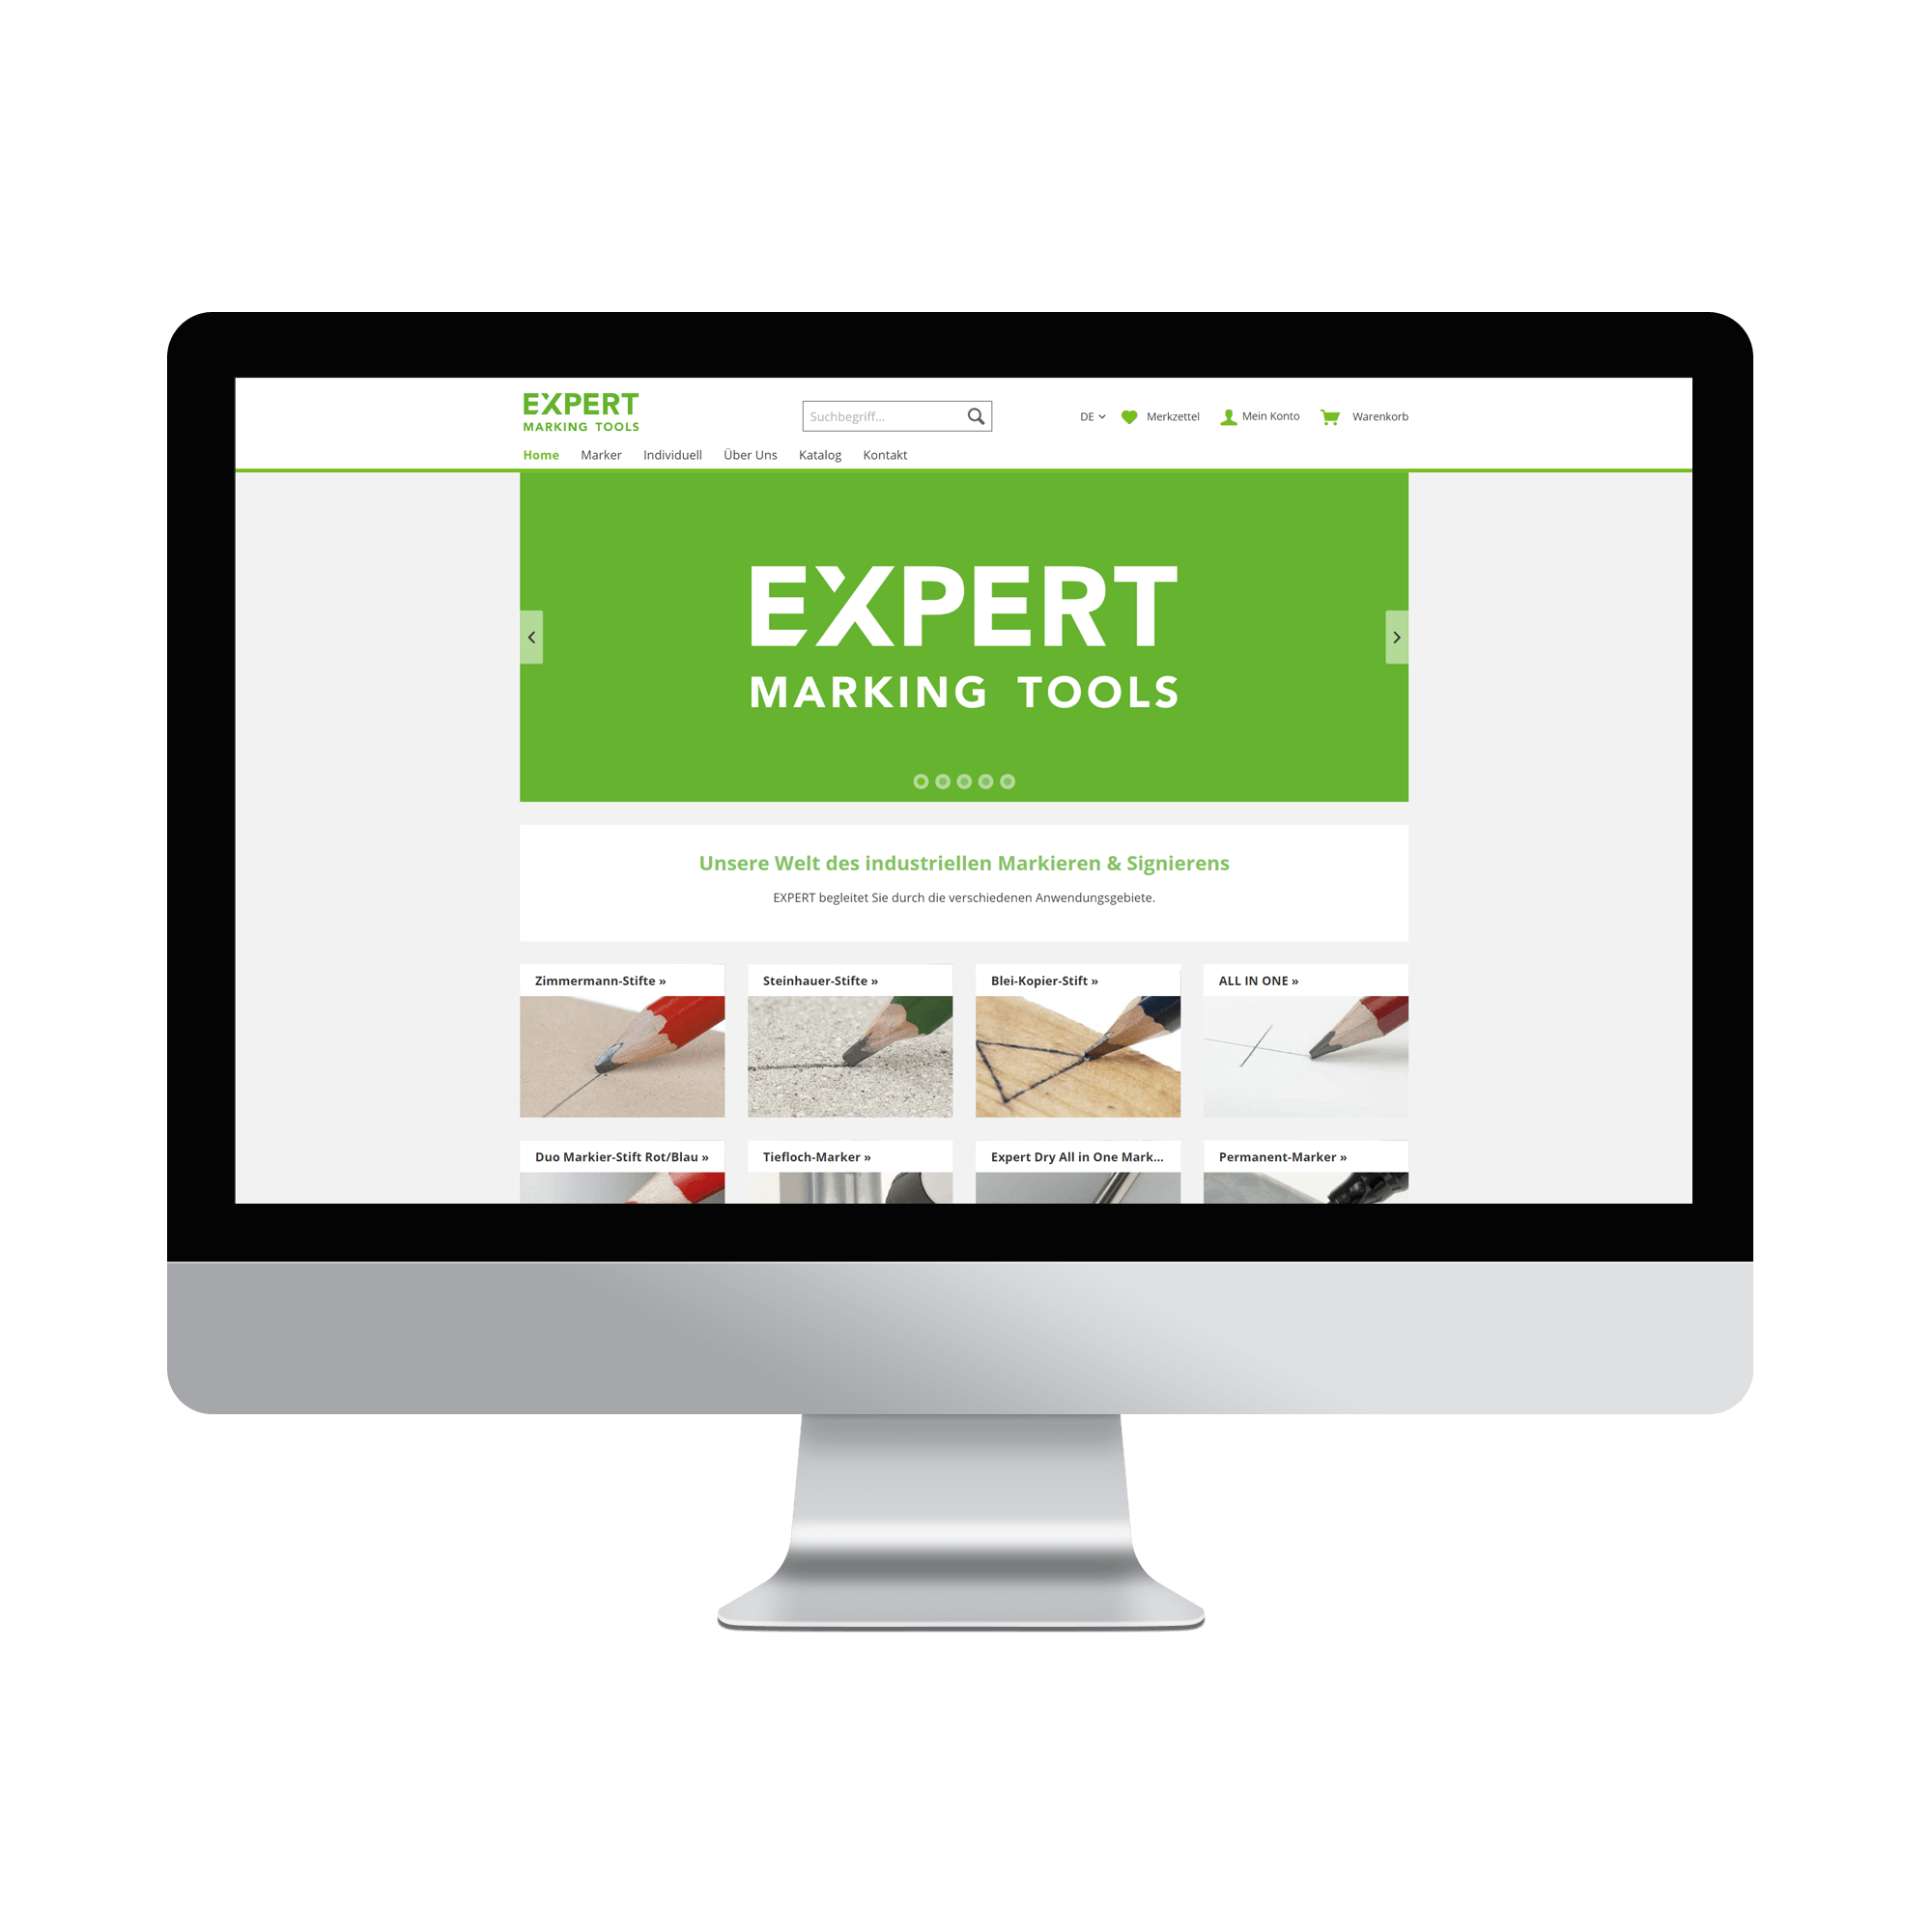 EXPERT
MARKING TOOLS
Suchbegriff...
DE
Merkzettel
Mein Konto
Warenkorb
Home
Marker
Individuell
Über Uns
Katalog
Kontakt
EXPERT
MARKING TOOLS
Unsere Welt des industriellen Markieren & Signierens
EXPERT begleitet Sie durch die verschiedenen Anwendungsgebiete.
Zimmermann-Stifte »
Steinhauer-Stifte »
Blei-Kopier-Stift »
ALL IN ONE »
Duo Markier-Stift Rot/Blau »
Tiefloch-Marker »
Expert Dry All in One Mark...
Permanent-Marker »